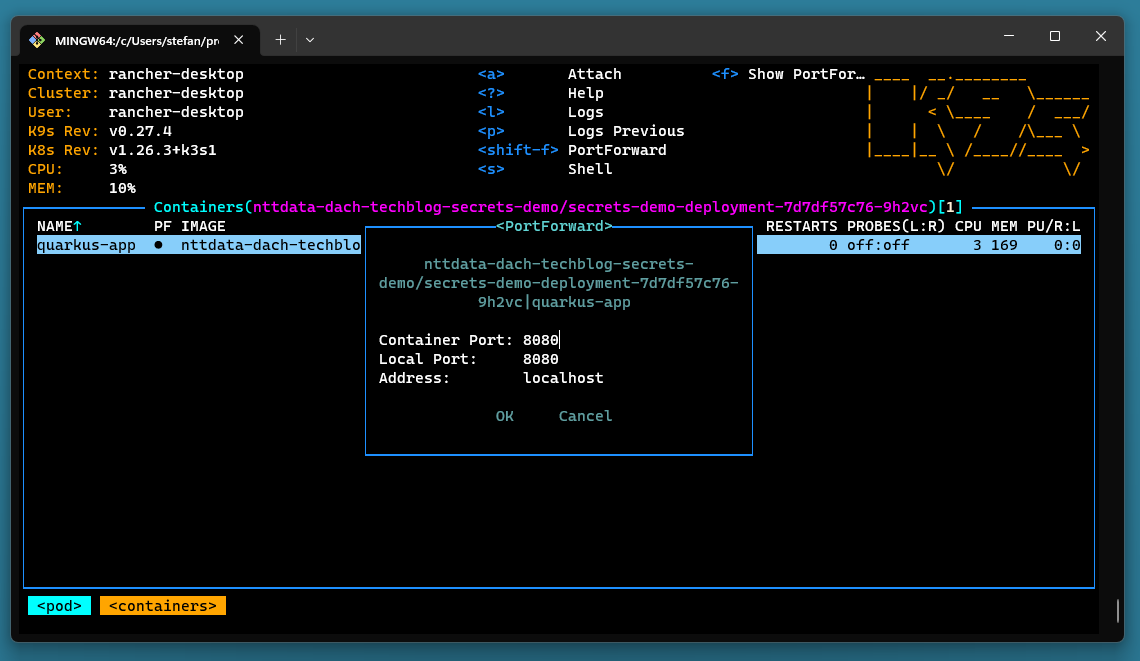 MINGW64:/c/Users/stefan/pr
Context: rancher-desktop <a> Attach <f> Show PortFor…
Cluster: rancher-desktop <?> Help
User: rancher-desktop <l> Logs
K9s Rev: v0.27.4 <p> Logs Previous
K8s Rev: v1.26.3+k3s1 <shift-f> PortForward
CPU: 3% <s> Shell
MEM: 10%
Containers(nttdata-dach-techblog-secrets-demo/secrets-demo-deployment-7d7df57c76-9h2vc)[1]
NAME↑ PF IMAGE RESTARTS PROBES(L:R) CPU MEM PU/R:L
quarkus-app ● nttdata-dach-techblo 0 off:off 3 169 0:0
<PortForward>
nttdata-dach-techblog-secrets-
demo/secrets-demo-deployment-7d7df57c76-
9h2vc|quarkus-app
Container Port: 8080
Local Port: 8080
Address: localhost
OK Cancel
<pod> <containers>